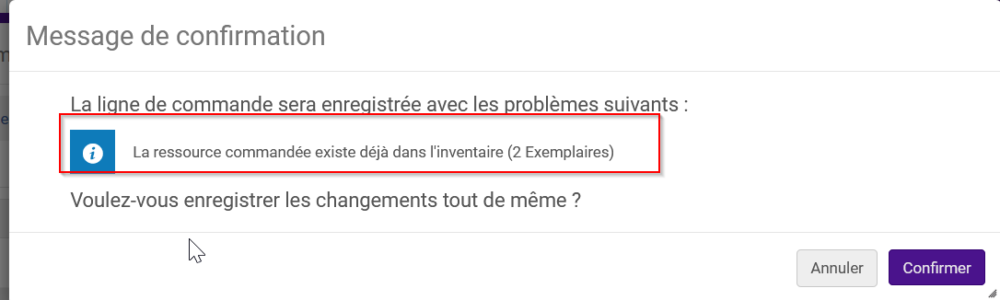 Message de confirmation
La ligne de commande sera enregistrée avec les problèmes suivants :
La ressource commandée existe déjà dans l'inventaire (2 Exemplaires)
Voulez-vous enregistrer les changements tout de même ?
Annuler Confirmer